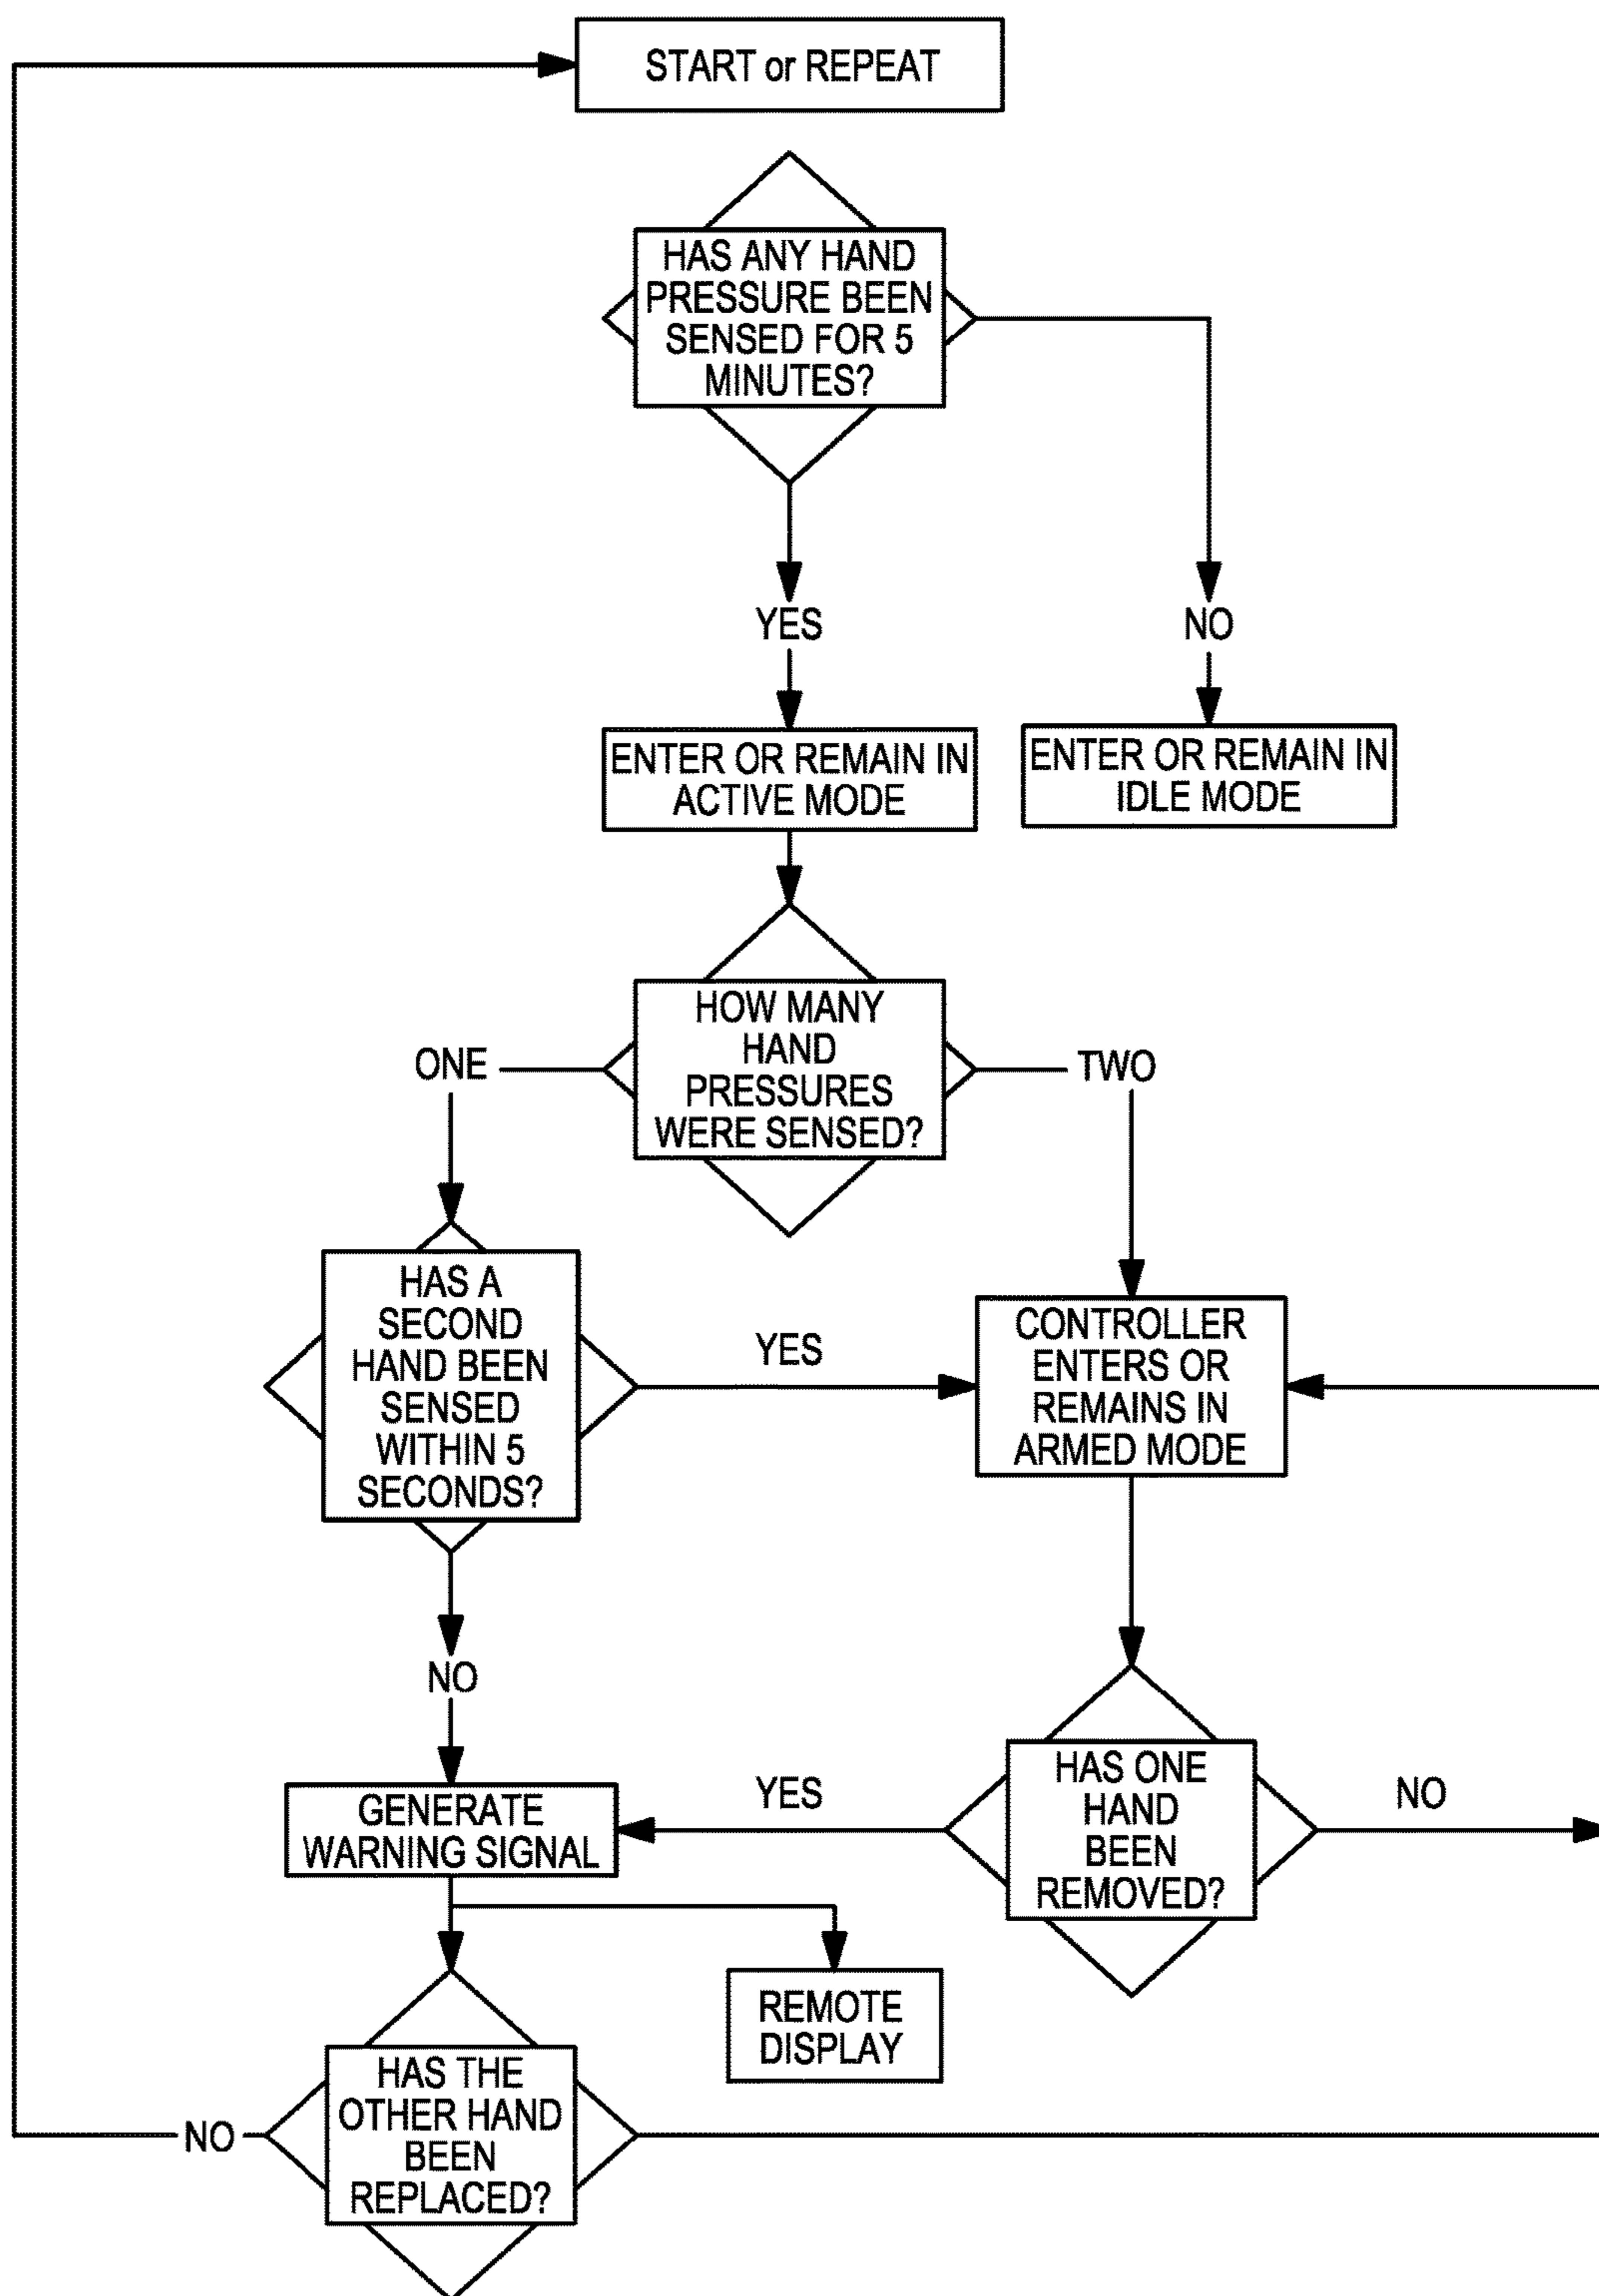 START or REPEAT
HAS ANY HAND
PRESSURE BEEN
SENSED FOR 5
MINUTES?
YES
NO
ENTER OR REMAIN IN
ACTIVE MODE
ENTER OR REMAIN IN
IDLE MODE
HOW MANY
HAND
PRESSURES
WERE SENSED?
ONE
TWO
HAS A
SECOND
HAND BEEN
SENSED
WITHIN 5
SECONDS?
YES
CONTROLLER
ENTERS OR
REMAINS IN
ARMED MODE
NO
GENERATE
WARNING SIGNAL
YES
HAS ONE
HAND
BEEN
REMOVED?
NO
REMOTE
DISPLAY
HAS THE
OTHER HAND
BEEN
REPLACED?
NO